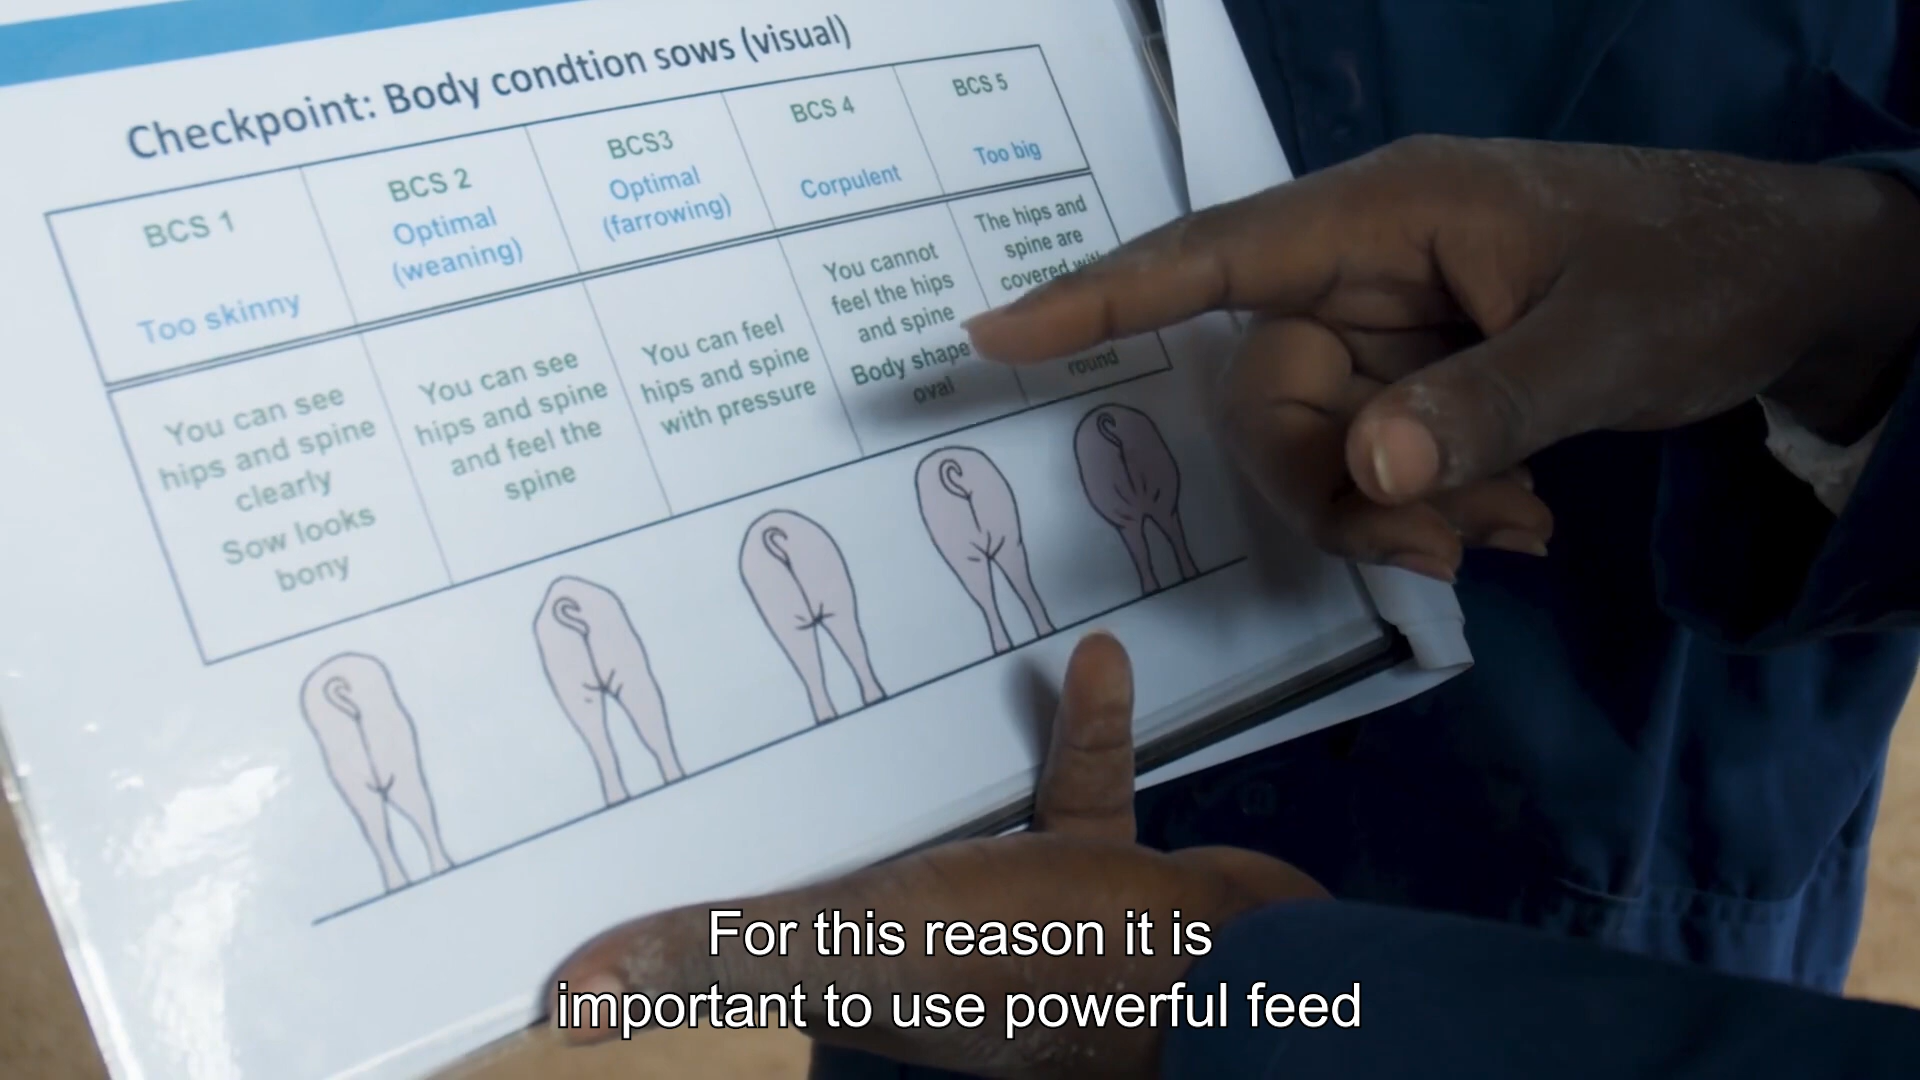 Checkpoint: Body condtion sows (visual)
BCS 1
Too skinny
BCS 2
Optimal
(weaning)
BCS3
Optimal
(farrowing)
BCS 4
Corpulent
BCS 5
Too big
You can see
hips and spine
clearly
Sow looks
bony
You can see
hips and spine
and feel the
spine
You can feel
hips and spine
with pressure
You cannot
feel the hips
and spine
Body shape
oval
The hips and
spine are
covered with
round
For this reason it is
important to use powerful feed